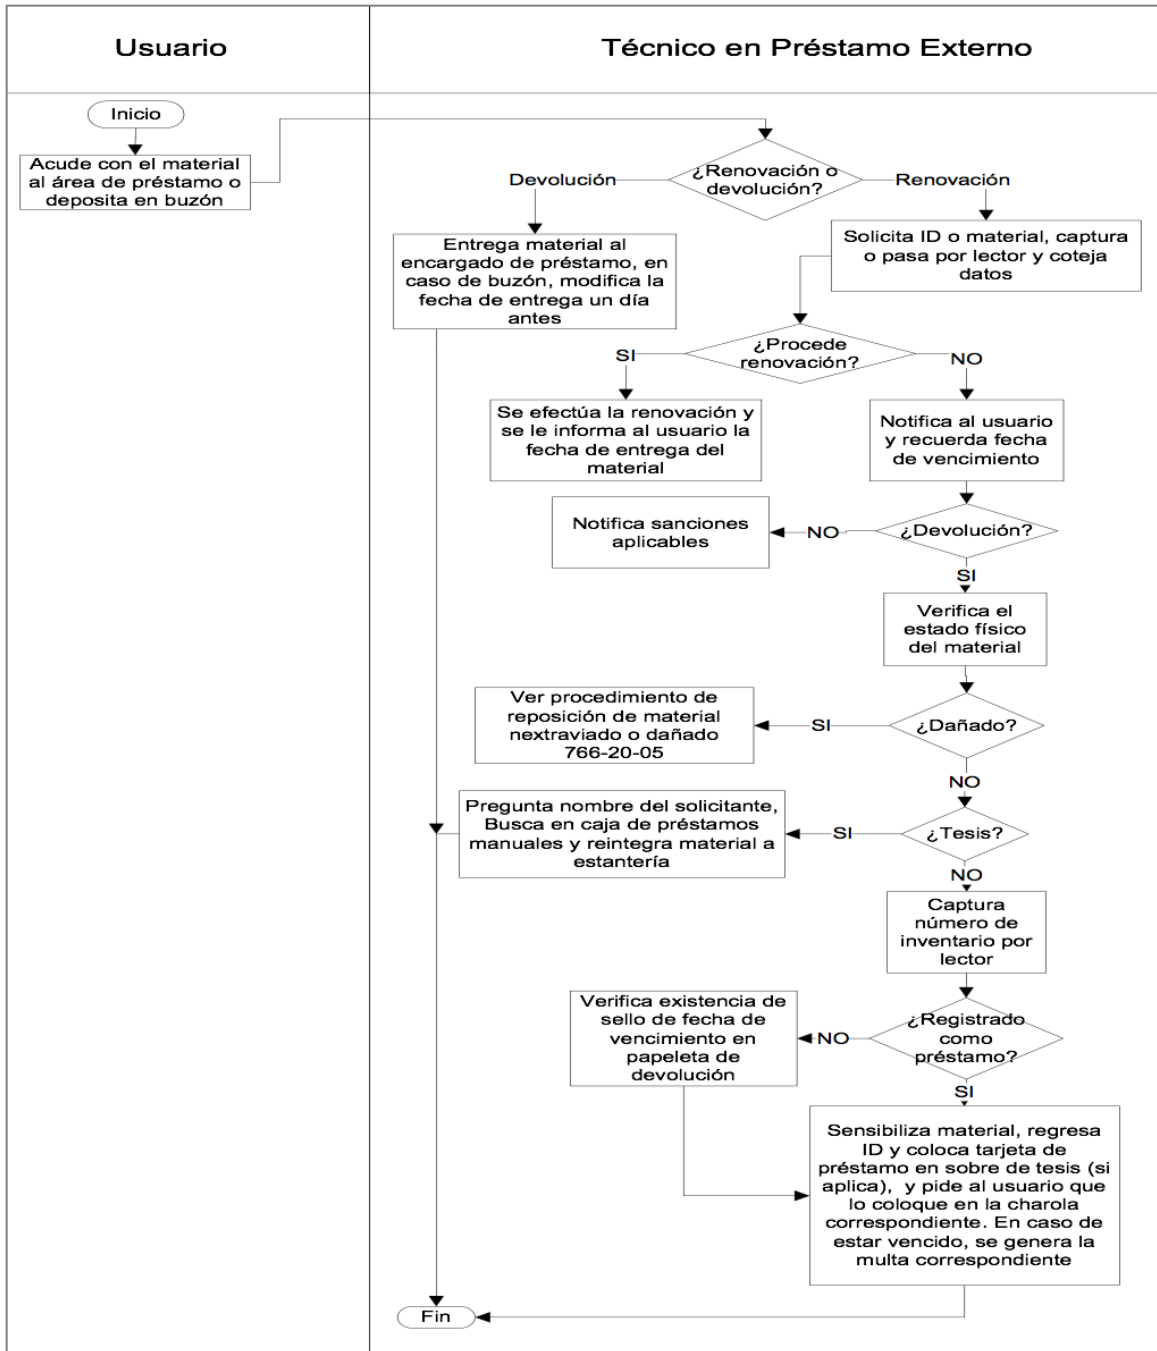 Usuario
Técnico en Préstamo Externo
Inicio
Acude con el material
al área de préstamo o
deposita en buzón
¿Renovación o
devolución?
Devolución
Renovación
Entrega material al
encargado de préstamo, en
caso de buzón, modifica la
fecha de entrega un día
antes
Solicita ID o material, captura
o pasa por lector y coteja
datos
¿Procede
renovación?
SI
NO
Se efectúa la renovación y
se le informa al usuario la
fecha de entrega del
material
Notifica al usuario
y recuerda fecha
de vencimiento
¿Devolución?
NO
Notifica sanciones
aplicables
SI
Verifica el
estado físico
del material
¿Dañado?
SI
Ver procedimiento de
reposición de material
nextraviado o dañado
766-20-05
NO
¿Tesis?
SI
Pregunta nombre del solicitante,
Busca en caja de préstamos
manuales y reintegra material a
estantería
NO
Captura
número de
inventario por
lector
¿Registrado
como
préstamo?
NO
Verifica existencia de
sello de fecha de
vencimiento en
papeleta de
devolución
SI
Sensibiliza material, regresa
ID y coloca tarjeta de
préstamo en sobre de tesis (si
aplica), y pide al usuario que
lo coloque en la charola
correspondiente. En caso de
estar vencido, se genera la
multa correspondiente
Fin